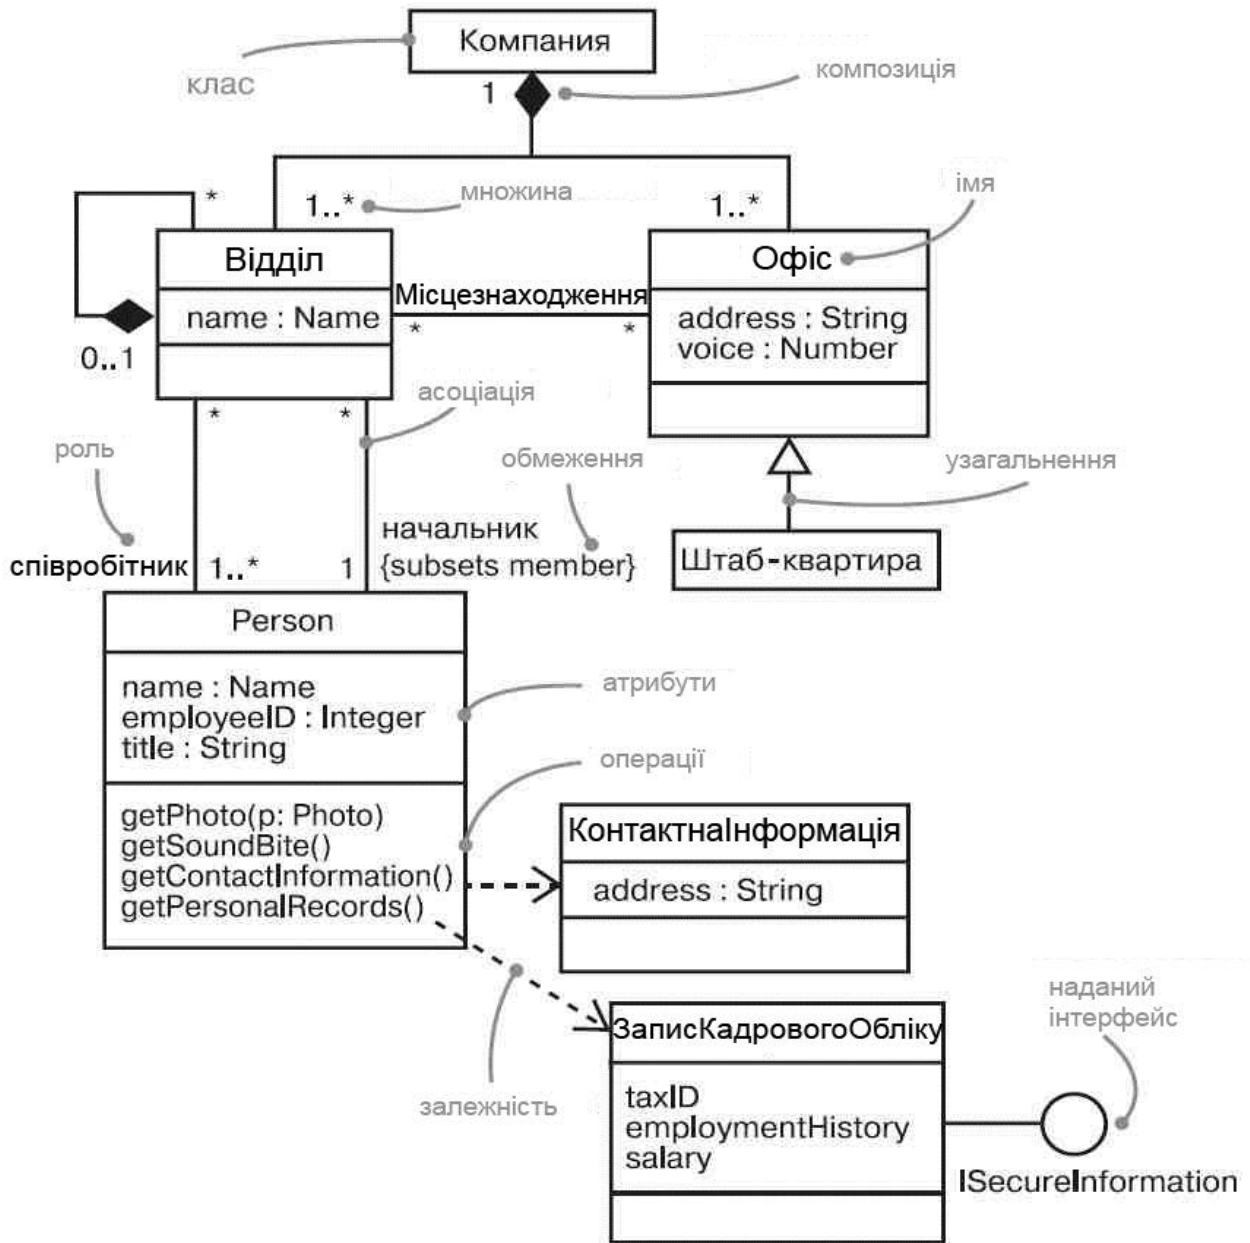 Компания
клас
1
композиція
*
1..*
множина
1..*
імя
Відділ
Офіс
name : Name
Місцезнаходження
*
*
address : String
voice : Number
0..1
*
*
асоціація
роль
обмеження
узагальнення
співробітник
1..*
1
начальник
{subsets member}
Штаб-квартира
Person
name : Name
employeeID : Integer
title : String
атрибути
операції
getPhoto(p: Photo)
getSoundBite()
getContactInformation()
getPersonalRecords()
КонтактнаІнформація
address : String
залежність
ЗаписКадровогоОбліку
taxID
employmentHistory
salary
наданий
інтерфейс
ISecureInformation